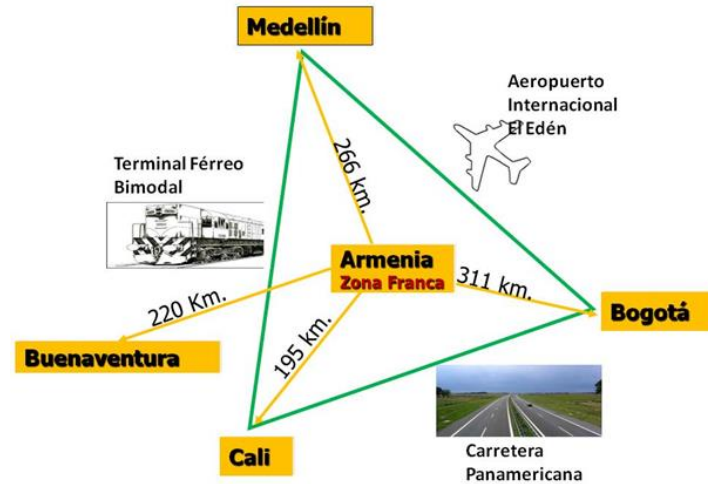 Medellín
Aeropuerto
Internacional
El Edén
Terminal Férreo
Bimodal
266 km.
Armenia
Zona Franca
311 km.
220 Km.
Bogotá
Buenaventura
195 km.
Cali
Carretera
Panamericana